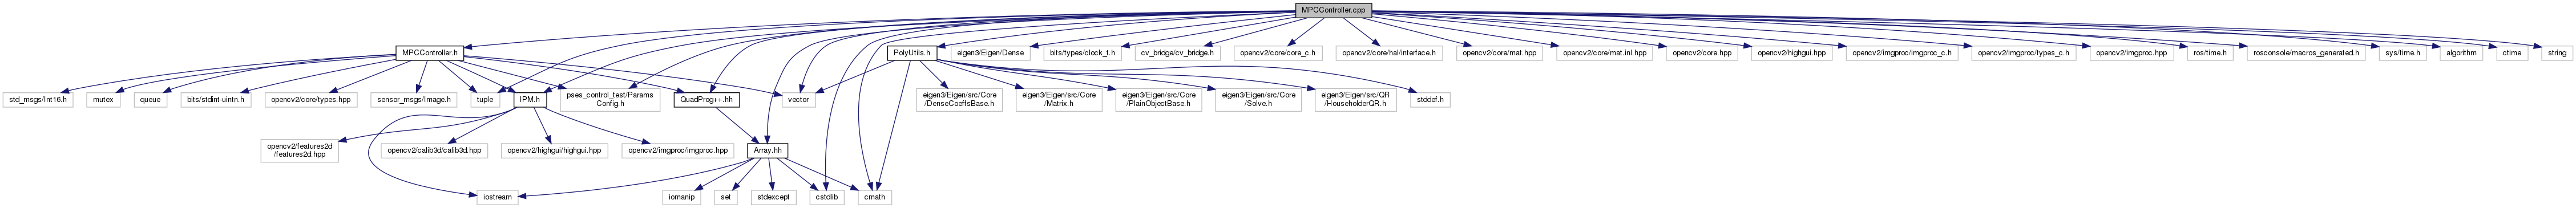 MPCController.cpp
MPCController.h
PolyUtils.h
eigen3/Eigen/Dense
bits/types/clock_t.h
cv_bridge/cv_bridge.h
opencv2/core/core_c.h
opencv2/core/hal/interface.h
opencv2/core/mat.hpp
opencv2/core/mat.inl.hpp
opencv2/core.hpp
opencv2/highgui.hpp
opencv2/imgproc/imgproc_c.h
opencv2/imgproc/types_c.h
opencv2/imgproc.hpp
ros/time.h
rosconsole/macros_generated.h
sys/time.h
algorithm
ctime
string
std_msgs/Int16.h
mutex
queue
bits/stdint-uintn.h
opencv2/core/types.hpp
sensor_msgs/Image.h
tuple
IPM.h
pses_control_test/Params
Config.h
QuadProg++.hh
vector
eigen3/Eigen/src/Core
/DenseCoeffsBase.h
eigen3/Eigen/src/Core
/Matrix.h
eigen3/Eigen/src/Core
/PlainObjectBase.h
eigen3/Eigen/src/Core
/Solve.h
eigen3/Eigen/src/QR
/HouseholderQR.h
stddef.h
opencv2/features2d
/features2d.hpp
opencv2/calib3d/calib3d.hpp
opencv2/highgui/highgui.hpp
opencv2/imgproc/imgproc.hpp
Array.hh
iostream
iomanip
set
stdexcept
cstdlib
cmath